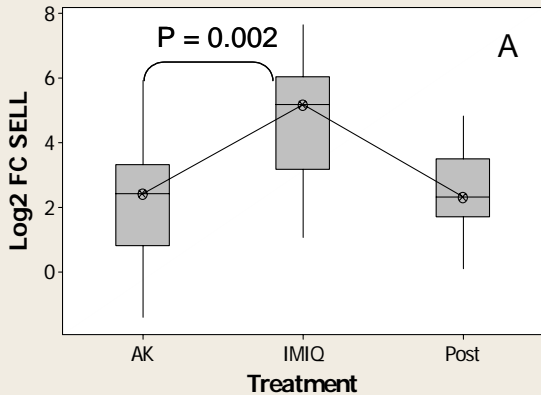 P = 0.002
A
Log2 FC SELL
8
6
4
2
0
AK
IMIQ
Post
Treatment